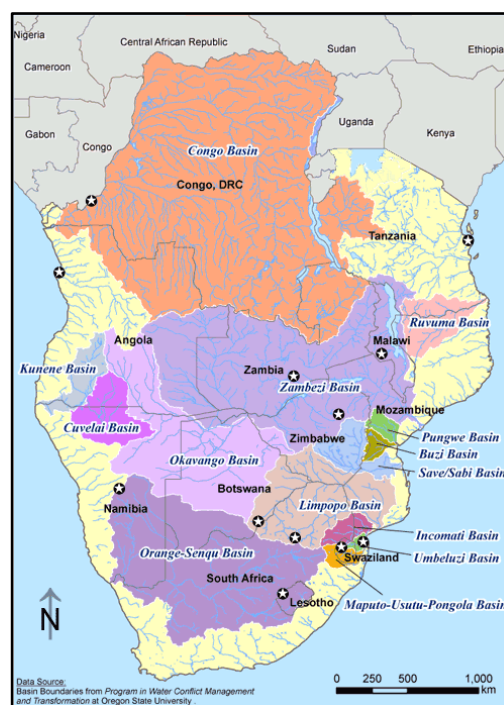 Nigeria
Central African Republic
Sudan
Ethiopia
Cameroon
Uganda
Kenya
Gabon
Congo
Congo Basin
Congo, DRC
Tanzania
Ruvuma Basin
Angola
Malawi
Kunene Basin
Zambia
Zambezi Basin
Mozambique
Cuvelai Basin
Pungwe Basin
Zimbabwe
Buzi Basin
Okavango Basin
Save/Sabi Basin
Botswana
Limpopo Basin
Namibia
Incomati Basin
Orange-Senqu Basin
Umbeluzi Basin
Swaziland
South Africa
Lesotho
Maputo-Usutu-Pongola Basin
N
Data Source:
Basin Boundaries from Program in Water Conflict Management
and Transformation at Oregon State University .
0 500 1,000
km